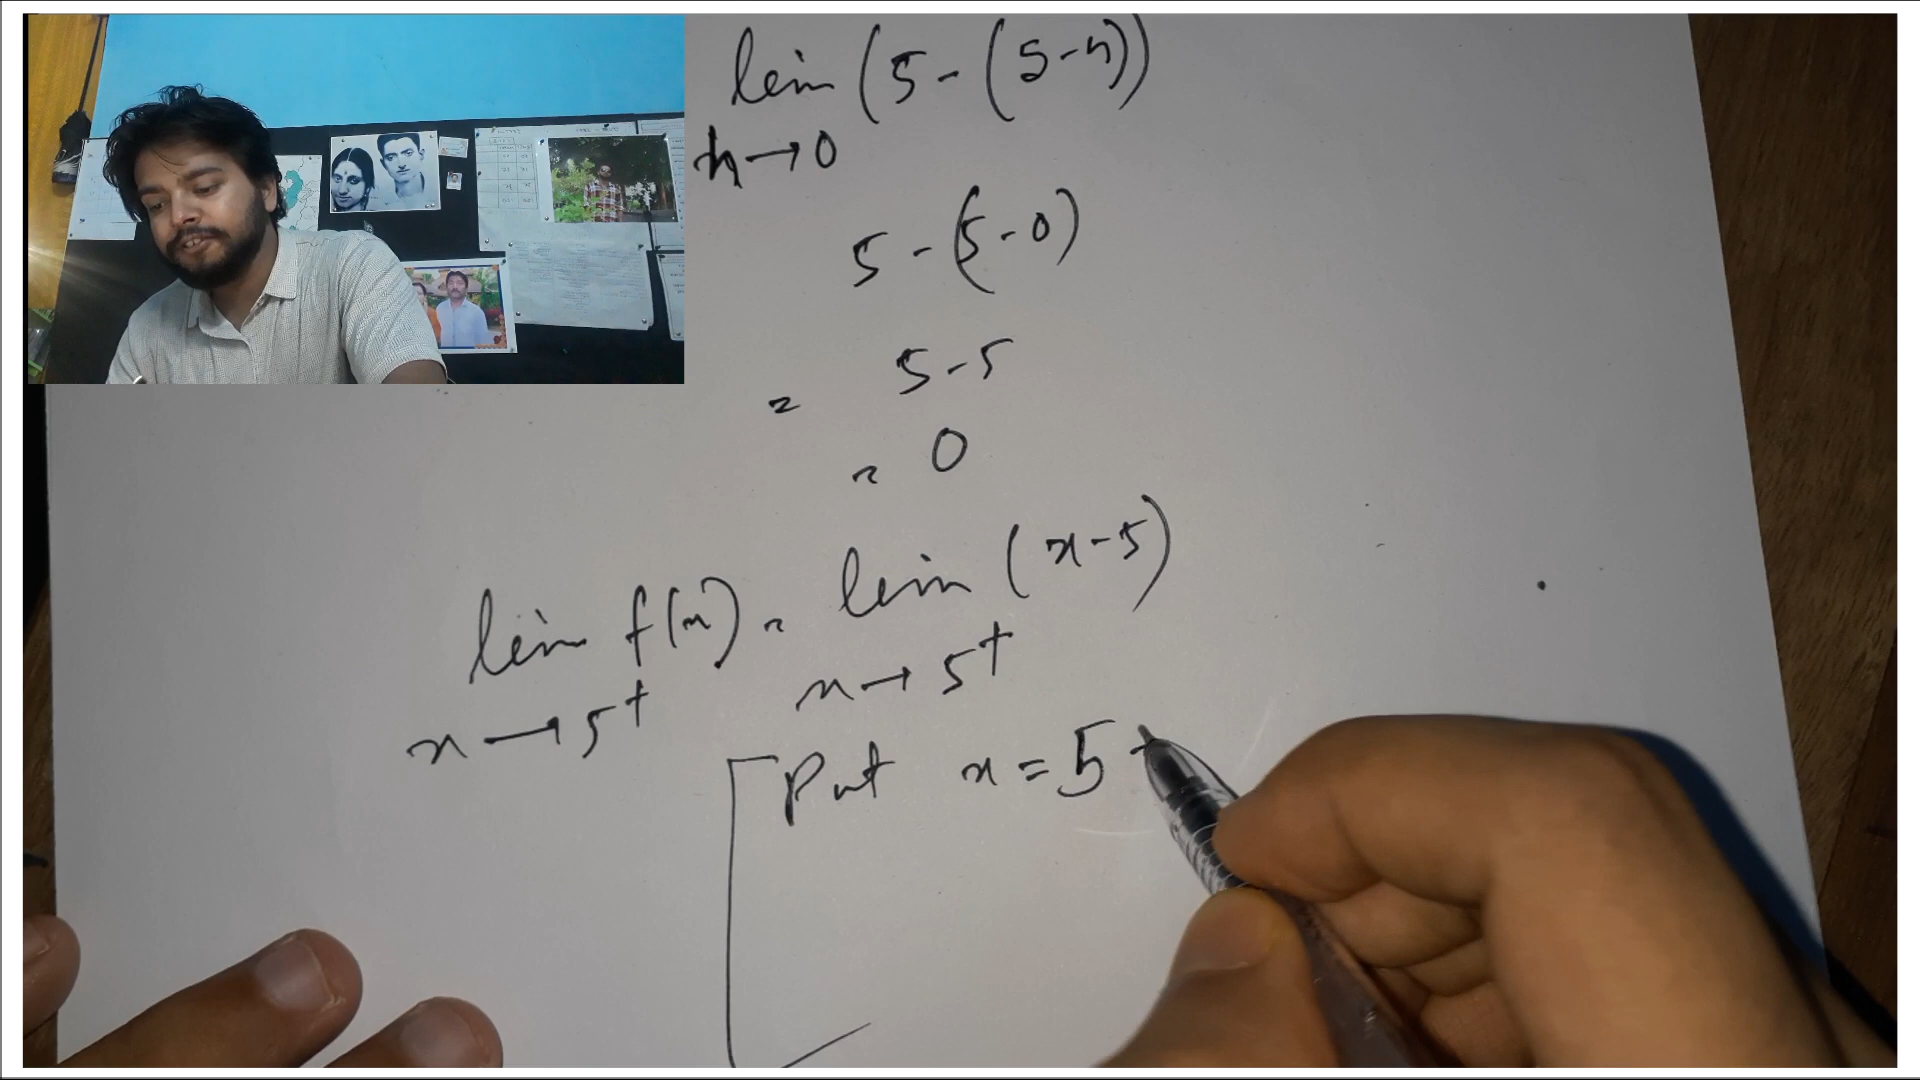 lim (5-(5-h))
h→0
5-(5-0)
= 5-5
= 0
lim f(x) = lim (x-5)
x→5⁺ x→5⁺
Put x = 5